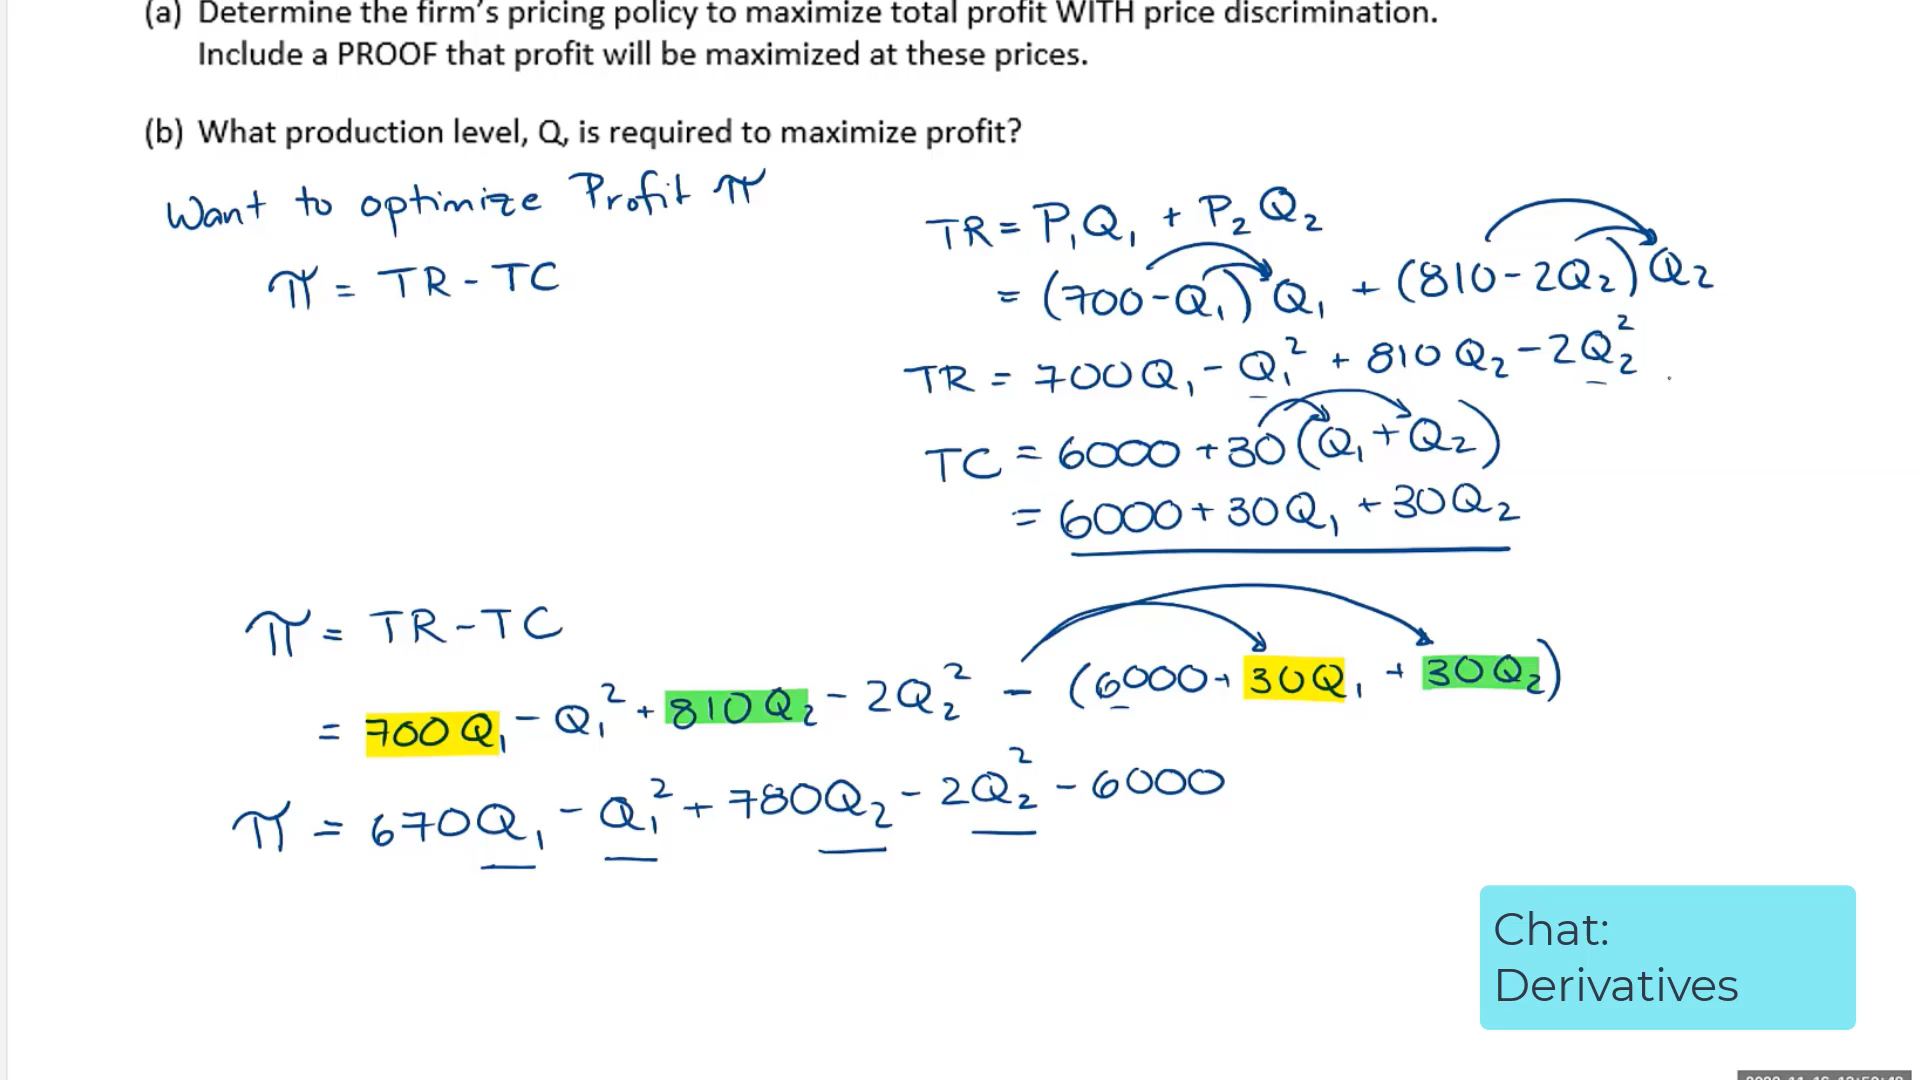 (a) Determine the firm's pricing policy to maximize total profit WITH price discrimination.
Include a PROOF that profit will be maximized at these prices.
(b) What production level, Q, is required to maximize profit?
Want to optimize Profit π
π = TR - TC
TR = P₁Q₁ + P₂Q₂
= (700-Q₁)Q₁ + (810-2Q₂)Q₂
TR = 700Q₁ - Q₁² + 810Q₂ - 2Q₂²
TC = 6000 + 30(Q₁ + Q₂)
= 6000 + 30Q₁ + 30Q₂
π = TR - TC
= 700Q₁ - Q₁² + 810Q₂ - 2Q₂² - (6000 + 30Q₁ + 30Q₂)
π = 670Q₁ - Q₁² + 780Q₂ - 2Q₂² - 6000
Chat:
Derivatives